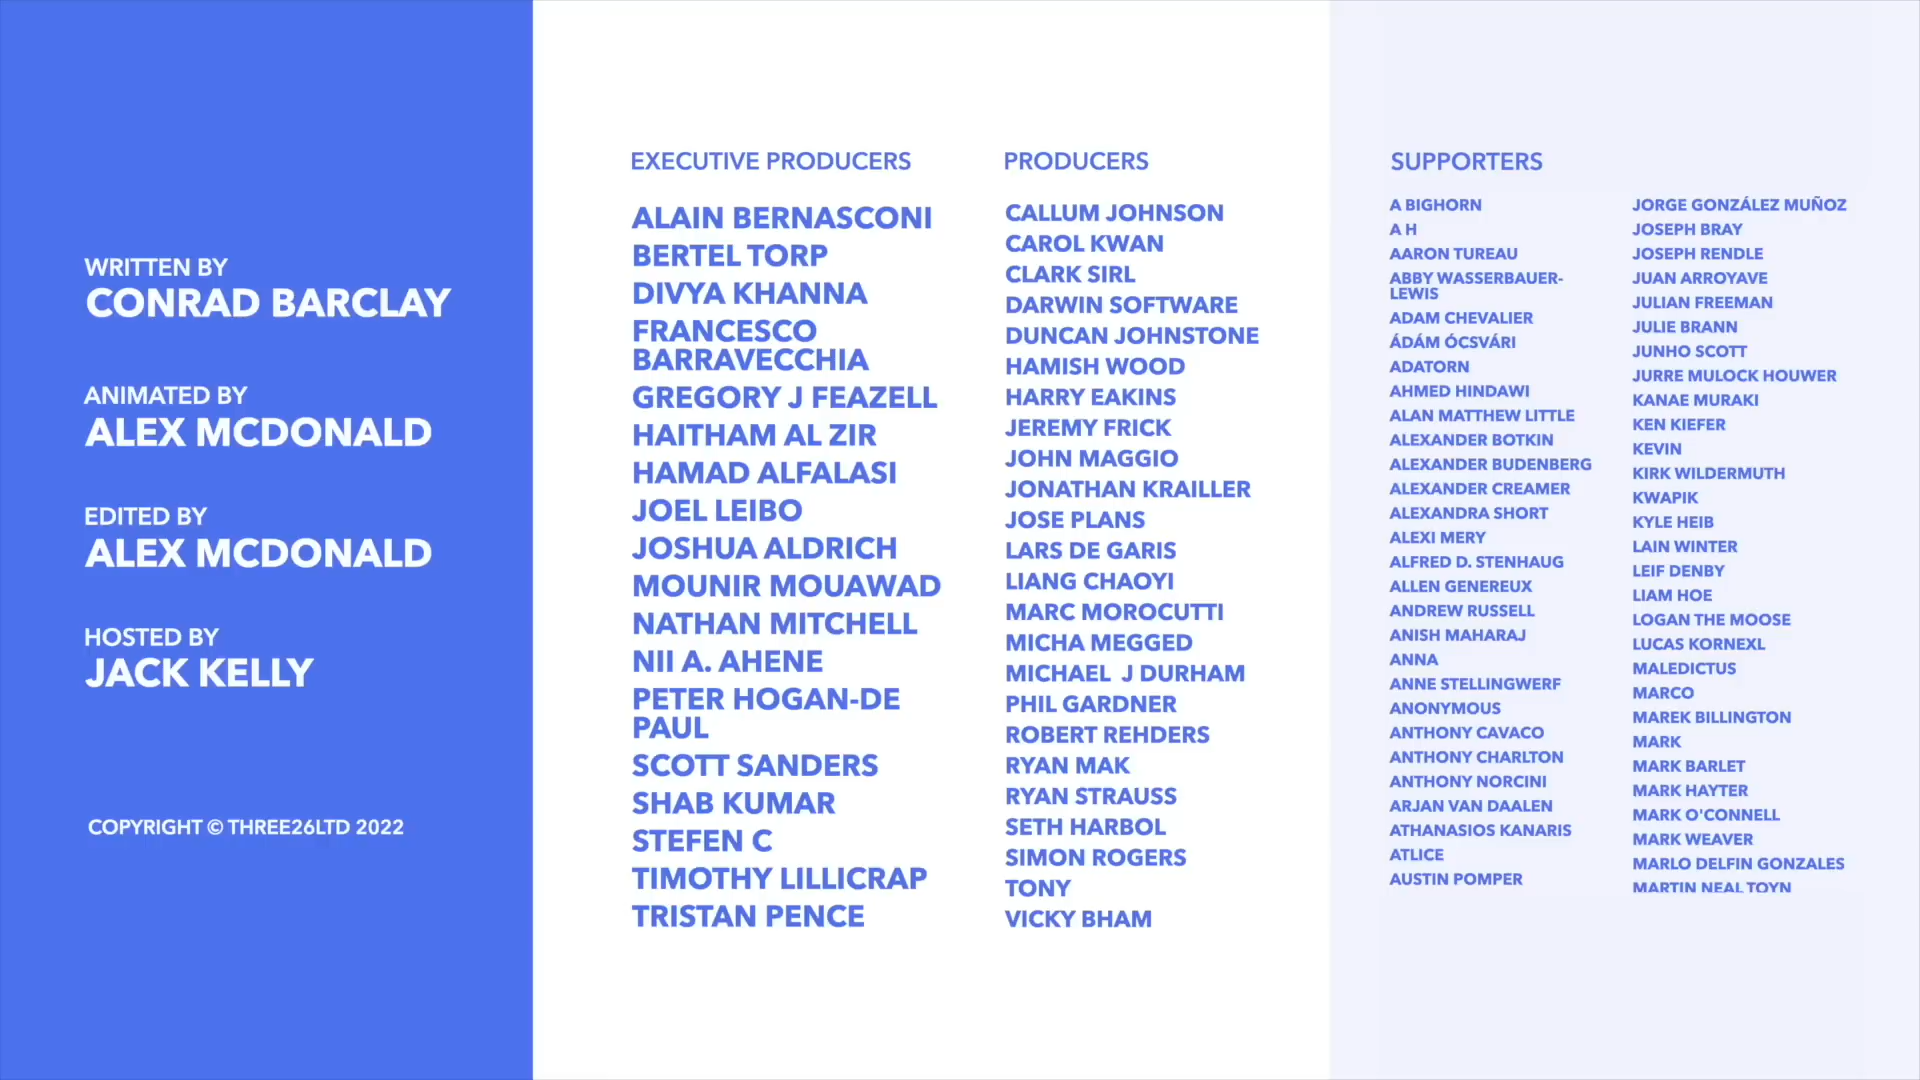 WRITTEN BY
CONRAD BARCLAY
ANIMATED BY
ALEX MCDONALD
EDITED BY
ALEX MCDONALD
HOSTED BY
JACK KELLY
COPYRIGHT © THREE26LTD 2022
EXECUTIVE PRODUCERS
ALAIN BERNASCONI
BERTEL TORP
DIVYA KHANNA
FRANCESCO
BARRAVECCHIA
GREGORY J FEAZELL
HAITHAM AL ZIR
HAMAD ALFALASI
JOEL LEIBO
JOSHUA ALDRICH
MOUNIR MOUAWAD
NATHAN MITCHELL
NII A. AHENE
PETER HOGAN-DE
PAUL
SCOTT SANDERS
SHAB KUMAR
STEFEN C
TIMOTHY LILLICRAP
TRISTAN PENCE
PRODUCERS
CALLUM JOHNSON
CAROL KWAN
CLARK SIRL
DARWIN SOFTWARE
DUNCAN JOHNSTONE
HAMISH WOOD
HARRY EAKINS
JEREMY FRICK
JOHN MAGGIO
JONATHAN KRAILLER
JOSE PLANS
LARS DE GARIS
LIANG CHAOYI
MARC MOROCUTTI
MICHA MEGGED
MICHAEL  J DURHAM
PHIL GARDNER
ROBERT REHDERS
RYAN MAK
RYAN STRAUSS
SETH HARBOL
SIMON ROGERS
TONY
VICKY BHAM
SUPPORTERS
A BIGHORN
A H
AARON TUREAU
ABBY WASSERBAUER-
LEWIS
ADAM CHEVALIER
ÁDÁM ÓCSVÁRI
ADATORN
AHMED HINDAWI
ALAN MATTHEW LITTLE
ALEXANDER BOTKIN
ALEXANDER BUDENBERG
ALEXANDER CREAMER
ALEXANDRA SHORT
ALEXI MERY
ALFRED D. STENHAUG
ALLEN GENEREUX
ANDREW RUSSELL
ANISH MAHARAJ
ANNA
ANNE STELLINGWERF
ANONYMOUS
ANTHONY CAVACO
ANTHONY CHARLTON
ANTHONY NORCINI
ARJAN VAN DAALEN
ATHANASIOS KANARIS
ATLICE
AUSTIN POMPER
JORGE GONZÁLEZ MUÑOZ
JOSEPH BRAY
JOSEPH RENDLE
JUAN ARROYAVE
JULIAN FREEMAN
JULIE BRANN
JUNHO SCOTT
JURRE MULOCK HOUWER
KANAE MURAKI
KEN KIEFER
KEVIN
KIRK WILDERMUTH
KWAPIK
KYLE HEIB
LAIN WINTER
LEIF DENBY
LIAM HOE
LOGAN THE MOOSE
LUCAS KORNEXL
MALEDICTUS
MARCO
MAREK BILLINGTON
MARK
MARK BARLET
MARK HAYTER
MARK O'CONNELL
MARK WEAVER
MARLO DELFIN GONZALES
MARTIN NEAL TOYN